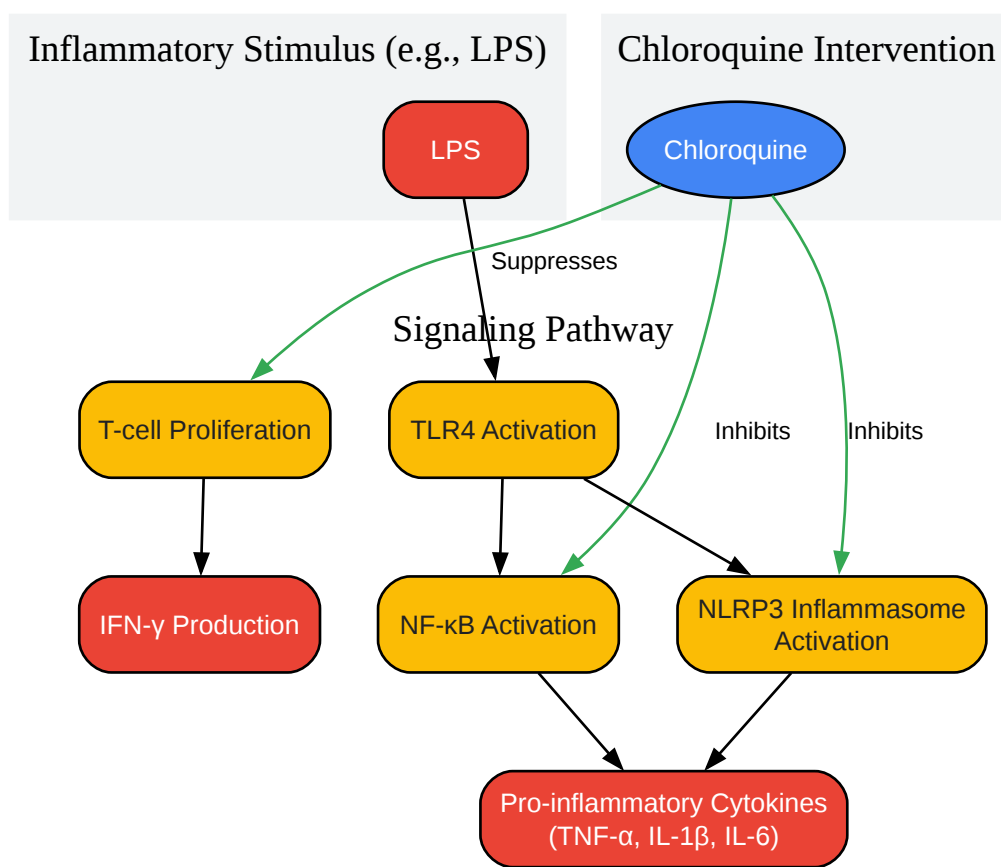 Inflammatory Stimulus (e.g., LPS)
Chloroquine Intervention
LPS
Chloroquine
Suppresses
Signaling Pathway
T-cell Proliferation
TLR4 Activation
Inhibits
Inhibits
IFN-γ Production
NF-κB Activation
NLRP3 Inflammasome
Activation
Pro-inflammatory Cytokines
(TNF-α, IL-1β, IL-6)